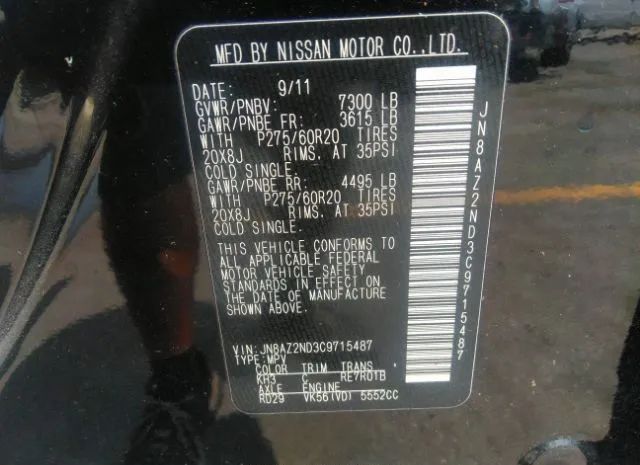 MFD BY NISSAN MOTOR CO.,LTD.
DATE: 9/11
GVWR/PNBV: 7300 LB
GAWR/PNBE FR: 3615 LB
WITH P275/60R20 TIRES
20X8J RIMS, AT 35PSI
COLD SINGLE.
GAWR/PNBE RR: 4495 LB
WITH P275/60R20 TIRES
20X8J RIMS, AT 35PSI
COLD SINGLE.
THIS VEHICLE CONFORMS TO
ALL APPLICABLE FEDERAL
MOTOR VEHICLE SAFETY
STANDARDS IN EFFECT ON
THE DATE OF MANUFACTURE
SHOWN ABOVE.
VIN: JN8AZ2ND3C9715487
TYPE: MPV
COLOR TRIM TRANS
KH3 C RE7R01B
AXLE ENGINE
RD29 VK56(VD) 5552CC
JN8AZ2ND3C9715487